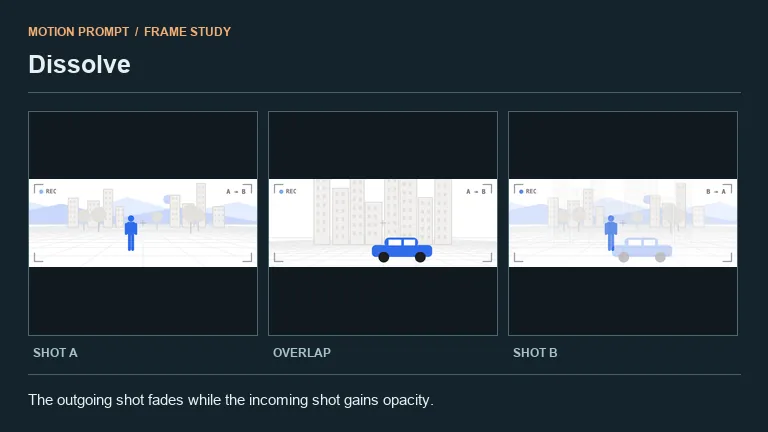 MOTION PROMPT / FRAME STUDY
Dissolve
REC
A – B
REC
A – B
REC
B – A
SHOT A
OVERLAP
SHOT B
The outgoing shot fades while the incoming shot gains opacity.